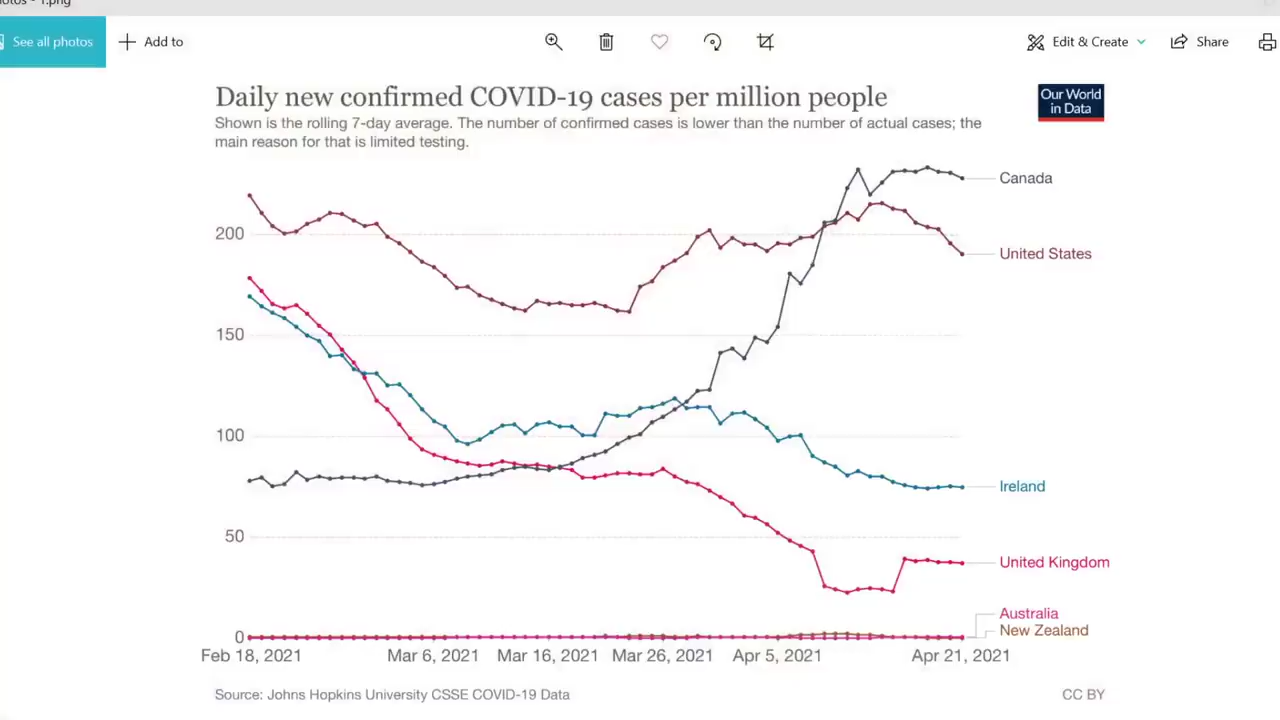 See all photos
Add to
Edit & Create
Share
Daily new confirmed COVID-19 cases per million people
Our World
in Data
Shown is the rolling 7-day average. The number of confirmed cases is lower than the number of actual cases; the
main reason for that is limited testing.
Canada
200
United States
150
100
Ireland
50
United Kingdom
Australia
New Zealand
0
Feb 18, 2021
Mar 6, 2021
Mar 16, 2021
Mar 26, 2021
Apr 5, 2021
Apr 21, 2021
Source: Johns Hopkins University CSSE COVID-19 Data
CC BY